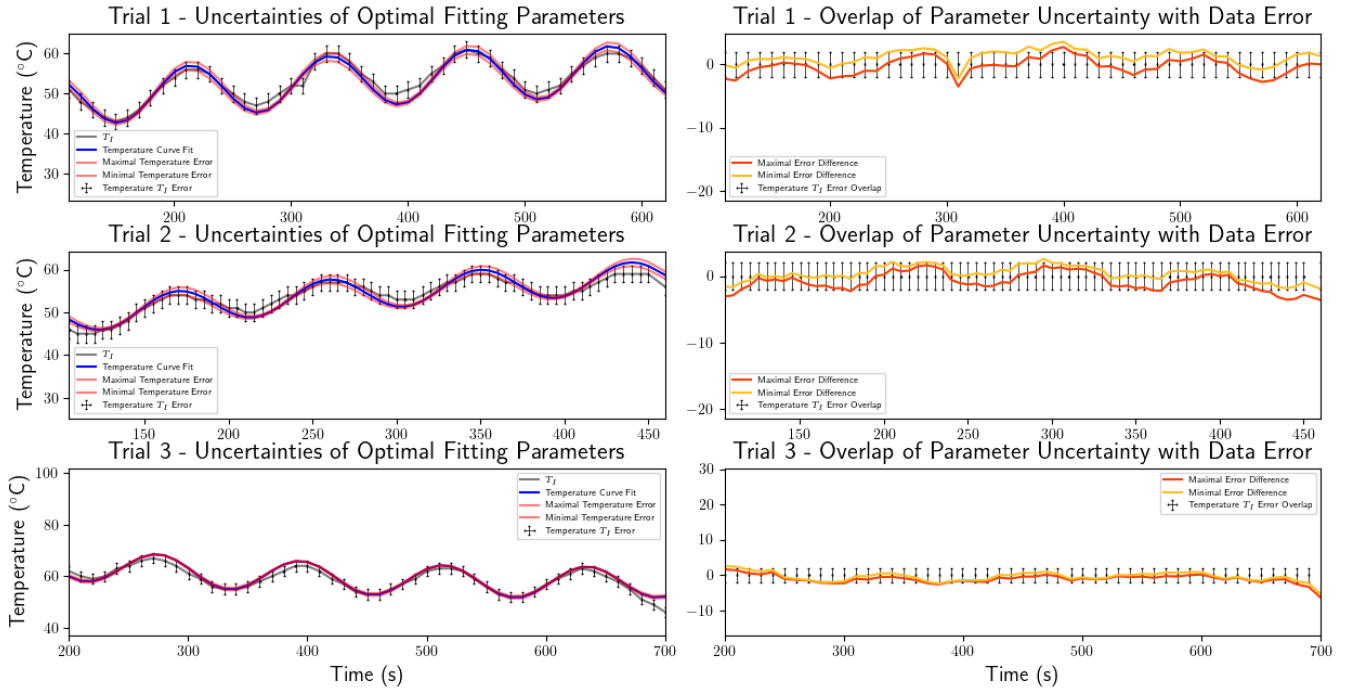 Trial 1 - Uncertainties of Optimal Fitting Parameters
Temperature (°C)
60
50
40
30
T_I
Temperature Curve Fit
Maximal Temperature Error
Minimal Temperature Error
Temperature T_I Error
200
300
400
500
600
Trial 1 - Overlap of Parameter Uncertainty with Data Error
0
−10
−20
Maximal Error Difference
Minimal Error Difference
Temperature T_I Error Overlap
200
300
400
500
600
Trial 2 - Uncertainties of Optimal Fitting Parameters
Temperature (°C)
60
50
40
30
T_I
Temperature Curve Fit
Maximal Temperature Error
Minimal Temperature Error
Temperature T_I Error
150
200
250
300
350
400
450
Trial 2 - Overlap of Parameter Uncertainty with Data Error
0
−10
−20
Maximal Error Difference
Minimal Error Difference
Temperature T_I Error Overlap
150
200
250
300
350
400
450
Trial 3 - Uncertainties of Optimal Fitting Parameters
Temperature (°C)
100
80
60
40
T_I
Temperature Curve Fit
Maximal Temperature Error
Minimal Temperature Error
Temperature T_I Error
200
300
400
500
600
700
Time (s)
Trial 3 - Overlap of Parameter Uncertainty with Data Error
30
20
10
0
−10
Maximal Error Difference
Minimal Error Difference
Temperature T_I Error Overlap
200
300
400
500
600
700
Time (s)